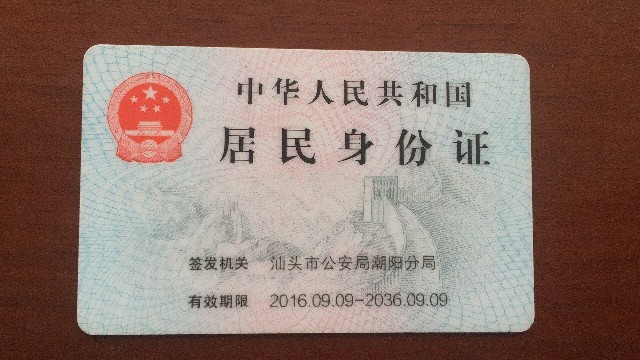 中华人民共和国
居民身份证
签发机关 汕头市公安局潮阳分局
有效期限 2016.09.09-2036.09.09